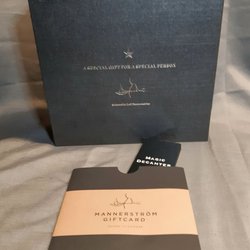 A SPECIAL GIFT FOR A SPECIAL PERSON
MAGIC
DECANTER
MANNERSTRÖM
GIFTCARD